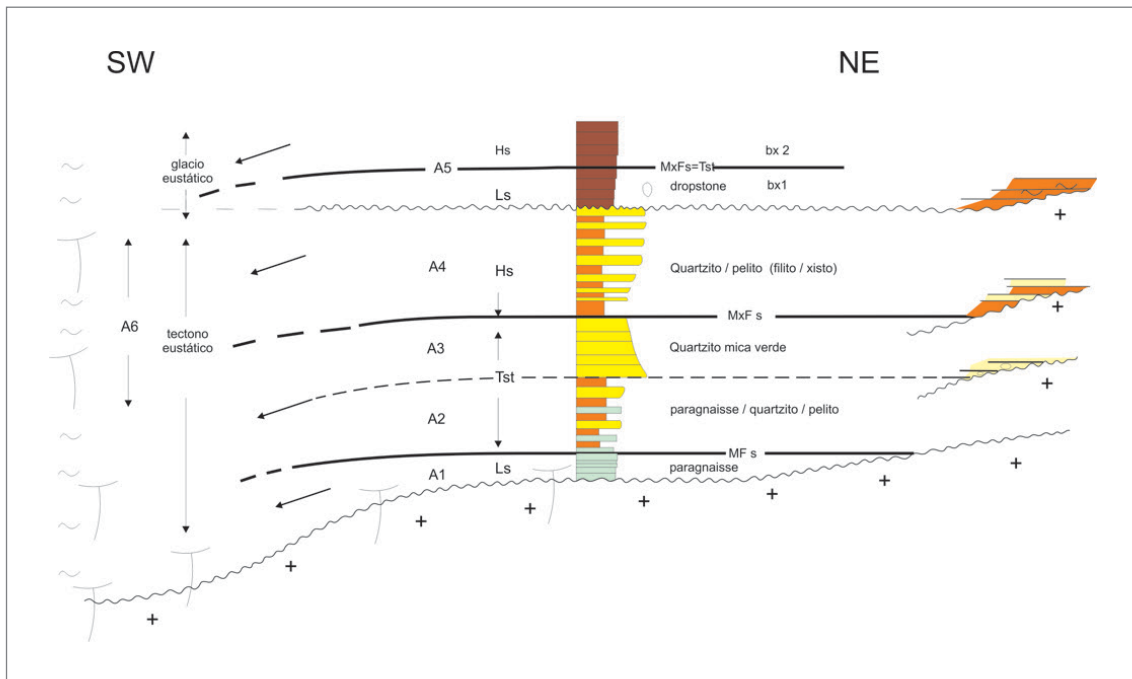 SW
NE
glacio
eustático
Hs
A5
MxFs=Tst
bx 2
Ls
dropstone
bx1
+
A4
Hs
Quartzito / pelito (filito / xisto)
+
MxF s
A6
tectono
eustático
A3
Quartzito mica verde
Tst
+
A2
paragnaisse / quartzito / pelito
MF s
A1
Ls
paragnaisse
+
+
+
+
+
+
+
+